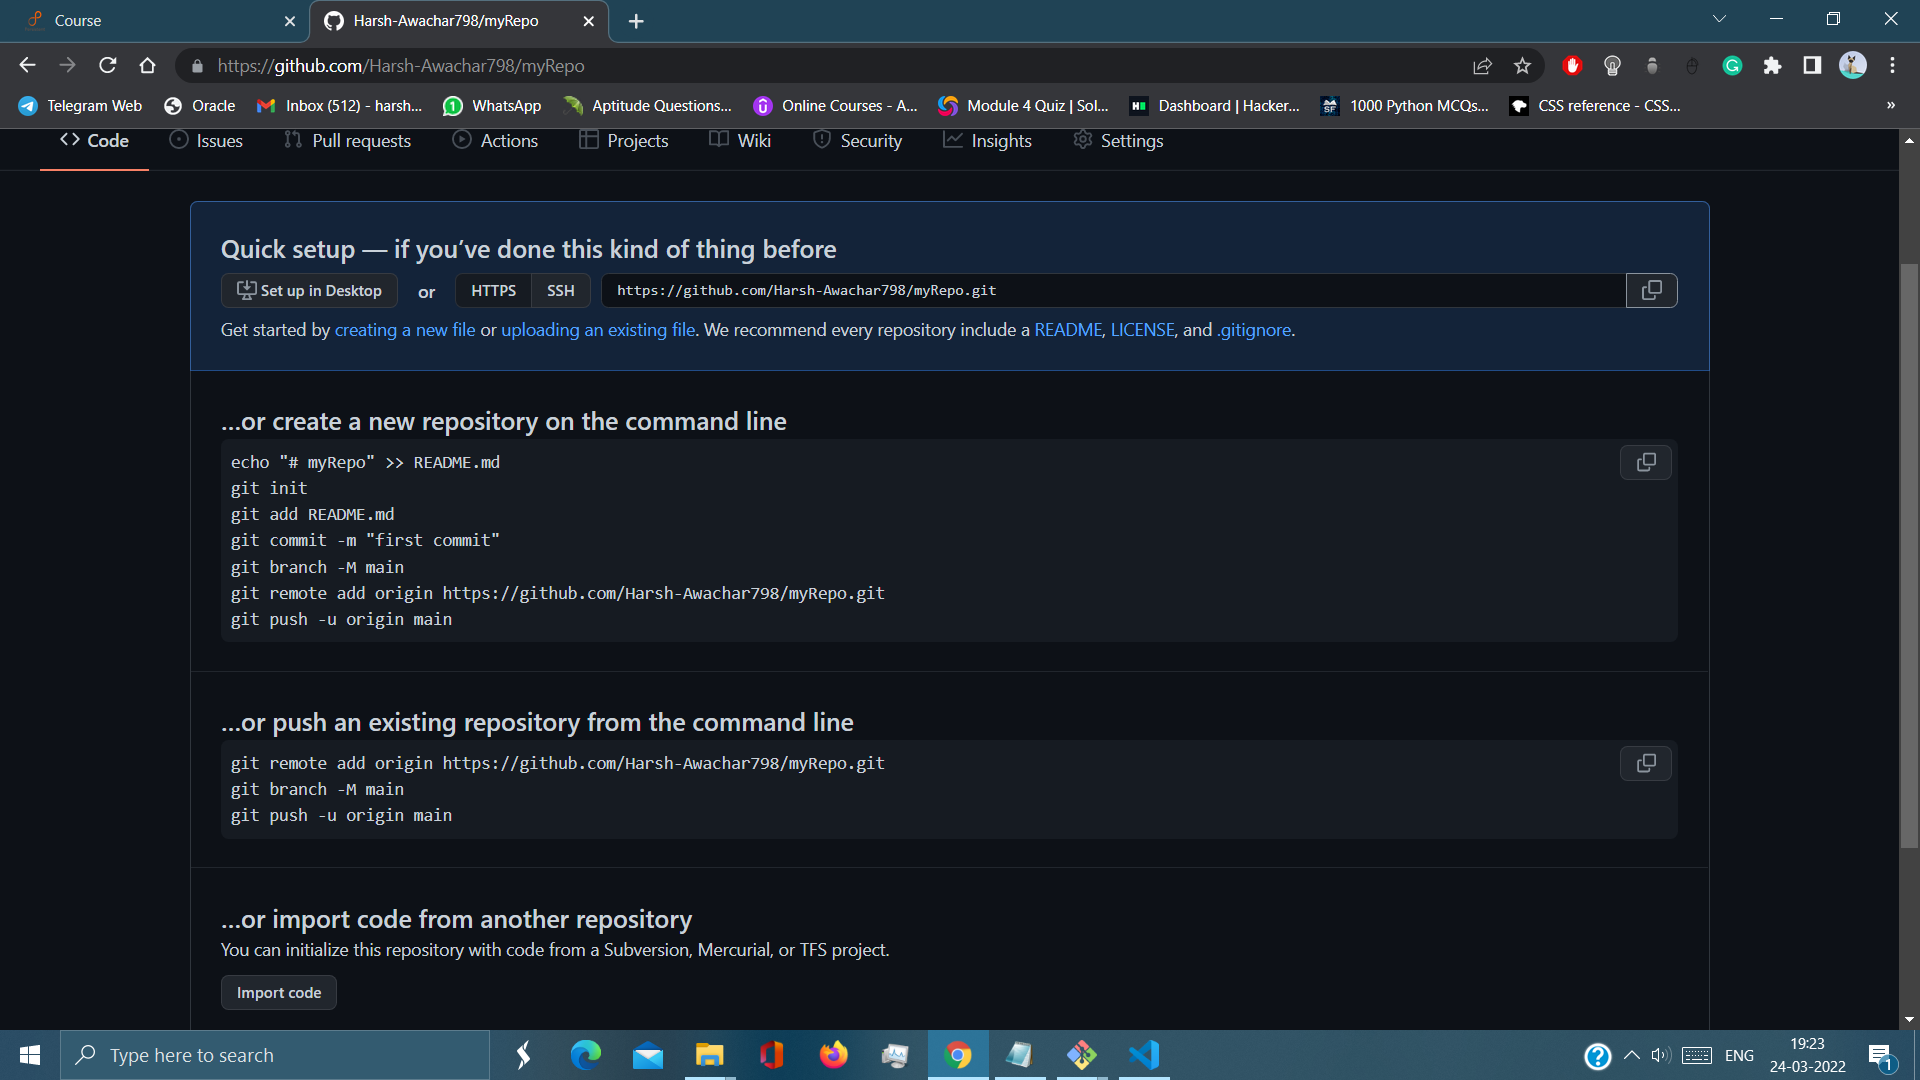 Course
Harsh-Awachar798/myRepo
https://github.com/Harsh-Awachar798/myRepo
Telegram Web
Oracle
Inbox (512) - harsh...
WhatsApp
Aptitude Questions...
Online Courses - A...
Module 4 Quiz | Sol...
Dashboard | Hacker...
1000 Python MCQs...
CSS reference - CSS...
»
<> Code
Issues
Pull requests
Actions
Projects
Wiki
Security
Insights
Settings
Quick setup — if you’ve done this kind of thing before
Set up in Desktop or HTTPS SSH https://github.com/Harsh-Awachar798/myRepo.git
Get started by creating a new file or uploading an existing file. We recommend every repository include a README, LICENSE, and .gitignore.
…or create a new repository on the command line
echo "# myRepo" >> README.md
git init
git add README.md
git commit -m "first commit"
git branch -M main
git remote add origin https://github.com/Harsh-Awachar798/myRepo.git
git push -u origin main
…or push an existing repository from the command line
git remote add origin https://github.com/Harsh-Awachar798/myRepo.git
git branch -M main
git push -u origin main
…or import code from another repository
You can initialize this repository with code from a Subversion, Mercurial, or TFS project.
Import code
Type here to search
ENG
19:23
24-03-2022
1